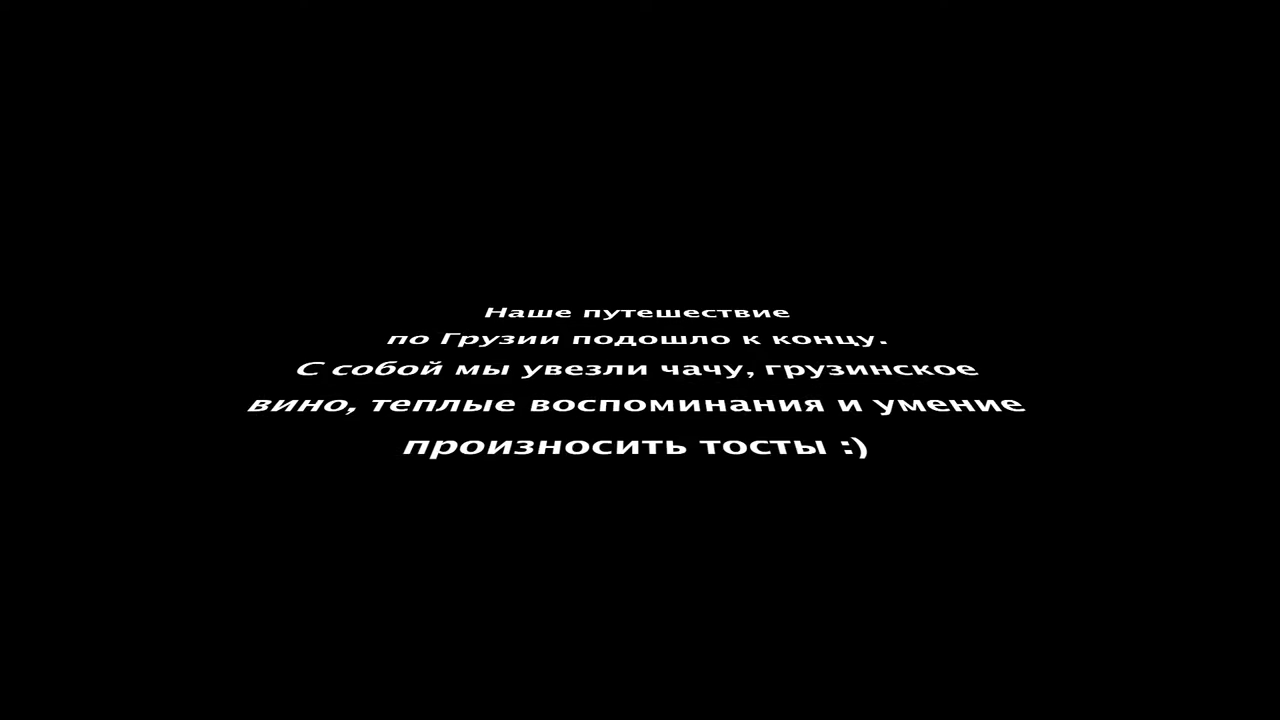 Наше путешествие
по Грузии подошло к концу.
С собой мы увезли чачу, грузинское
вино, теплые воспоминания и умение
произносить тосты :)